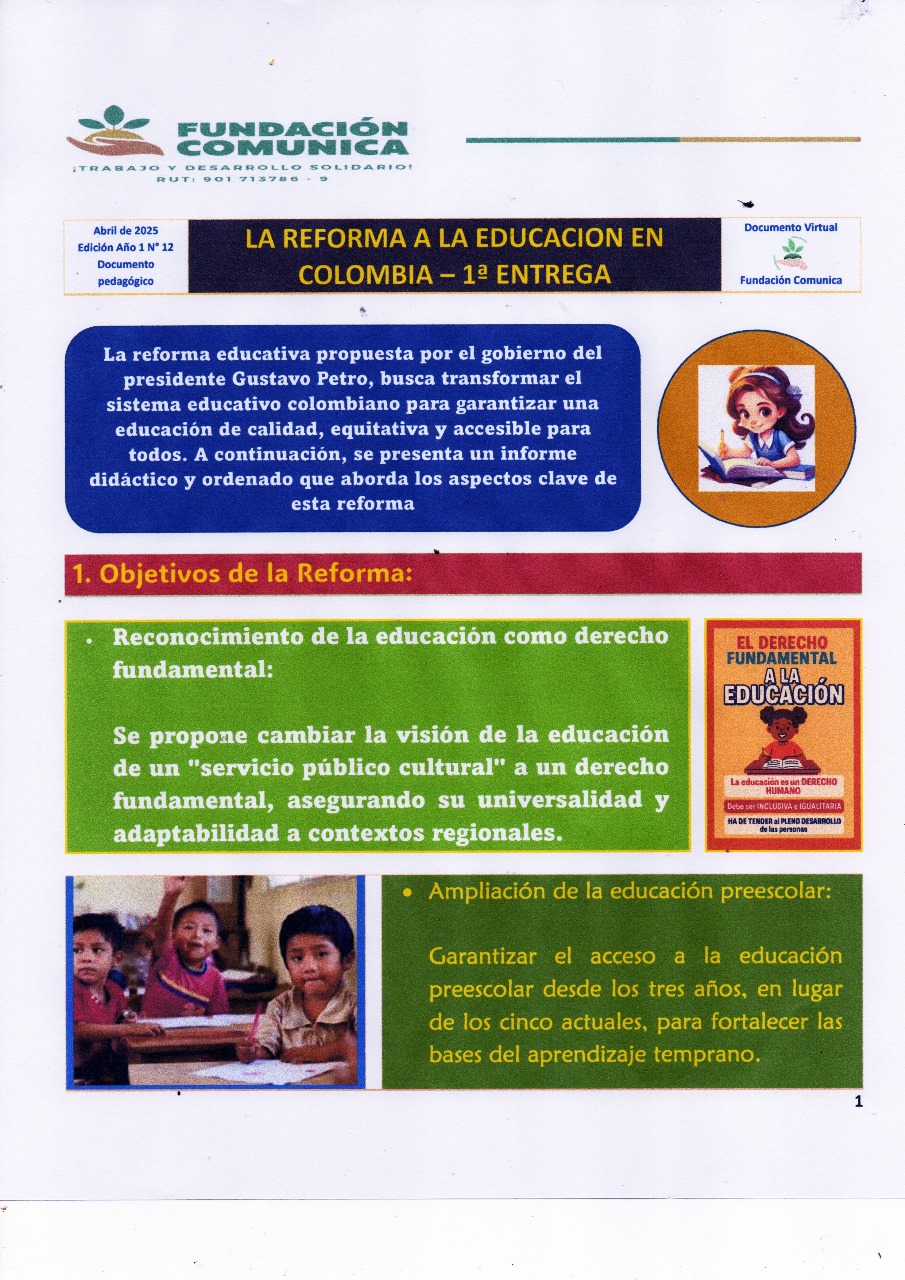 FUNDACIÓN
COMUNICA
¡TRABAJO Y DESARROLLO SOLIDARIO!
RUT: 901 713786 - 9
Abril de 2025
Edición Año 1 N° 12
Documento
pedagógico
LA REFORMA A LA EDUCACION EN
COLOMBIA – 1ª ENTREGA
Documento Virtual
Fundación Comunica
La reforma educativa propuesta por el gobierno del
presidente Gustavo Petro, busca transformar el
sistema educativo colombiano para garantizar una
educación de calidad, equitativa y accesible para
todos. A continuación, se presenta un informe
didáctico y ordenado que aborda los aspectos clave de
esta reforma
1. Objetivos de la Reforma:
• Reconocimiento de la educación como derecho
fundamental:
Se propone cambiar la visión de la educación
de un "servicio público cultural" a un derecho
fundamental, asegurando su universalidad y
adaptabilidad a contextos regionales.
EL DERECHO
FUNDAMENTAL
A LA
EDUCACIÓN
La educación es un DERECHO
HUMANO
Debe ser INCLUSIVA e IGUALITARIA
HA DE TENDER al PLENO DESARROLLO
de las personas
• Ampliación de la educación preescolar:
Garantizar el acceso a la educación
preescolar desde los tres años, en lugar
de los cinco actuales, para fortalecer las
bases del aprendizaje temprano.
1